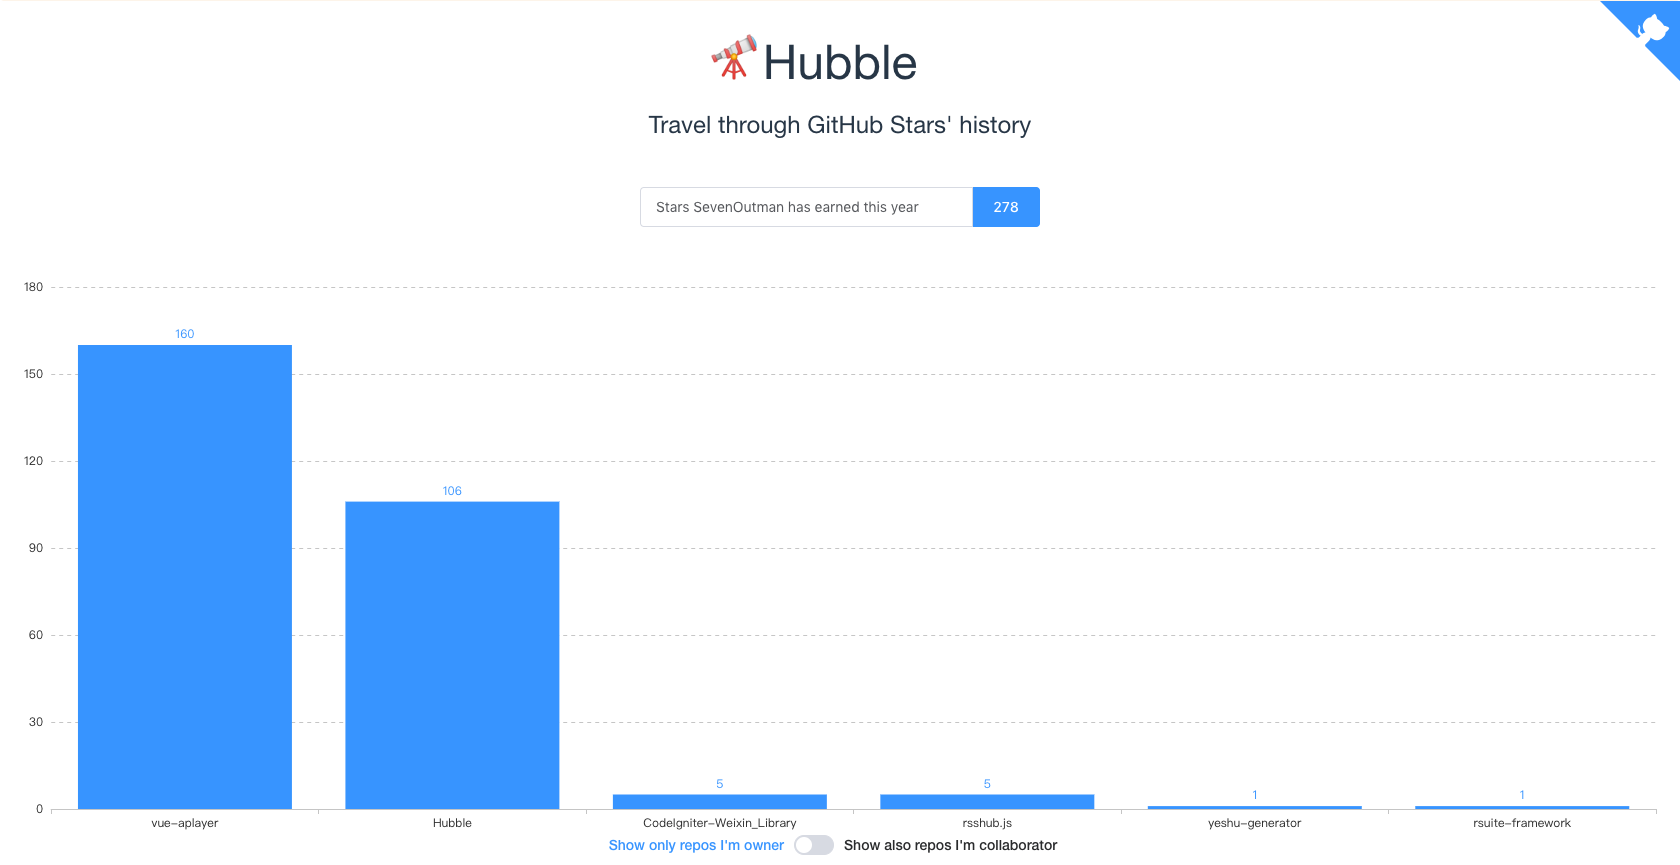 Hubble
Travel through GitHub Stars' history
Stars SevenOutman has earned this year 278
180
160
150
120
106
90
60
30
5 5 1 1
0
vue-aplayer Hubble CodeIgniter-Weixin_Library rsshub.js yeshu-generator rsuite-framework
Show only repos I'm owner Show also repos I'm collaborator